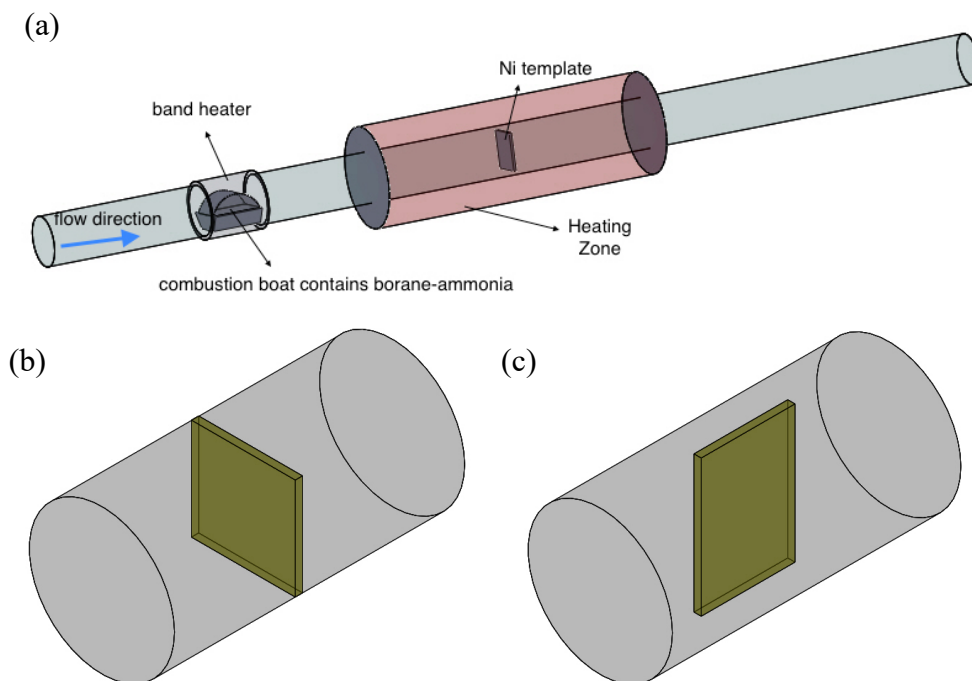 (a)
Ni template
band heater
flow direction
Heating
Zone
combustion boat contains borane-ammonia
(b)
(c)